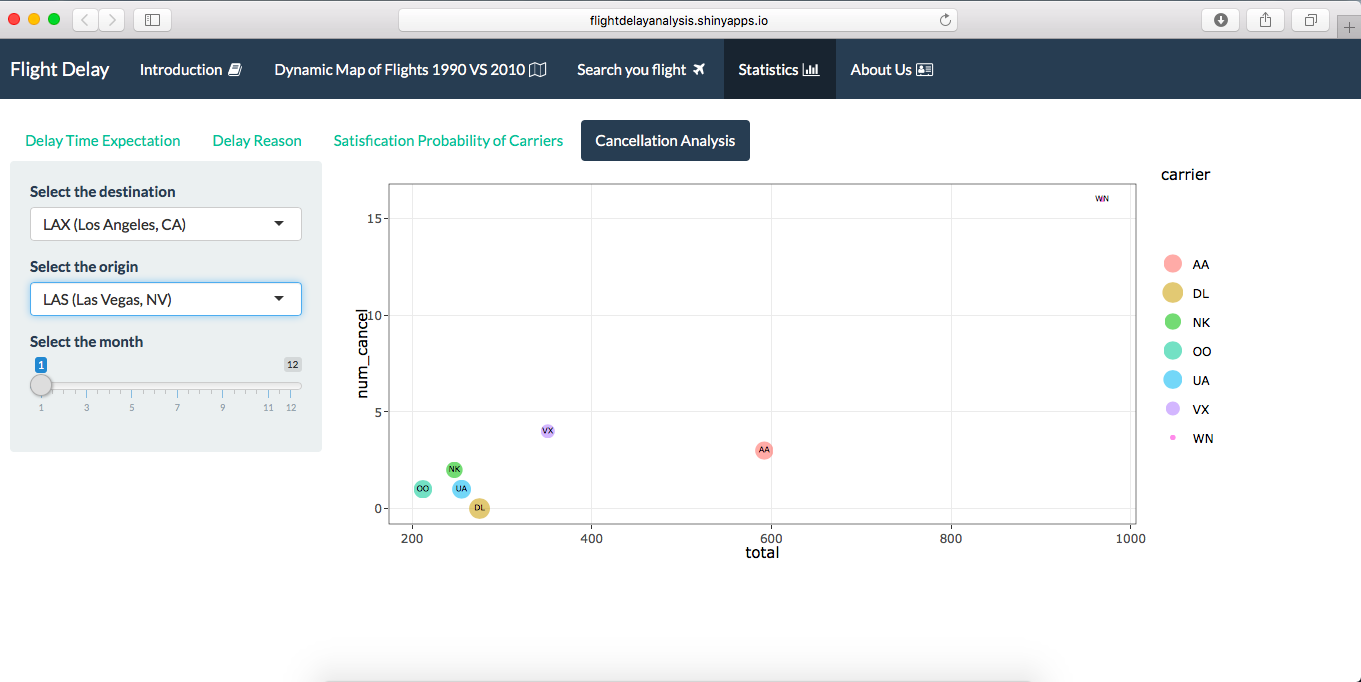 flightdelayanalysis.shinyapps.io
Flight Delay Introduction Dynamic Map of Flights 1990 VS 2010 Search you flight Statistics About Us
Delay Time Expectation Delay Reason Satisfication Probability of Carriers Cancellation Analysis
Select the destination
LAX (Los Angeles, CA)
Select the origin
LAS (Las Vegas, NV)
Select the month
1 12
1 3 5 7 9 11 12
num_cancel
15
10
5
0
WN
VX
AA
NK
OO UA
DL
200 400 600 800 1000
total
carrier
AA
DL
NK
OO
UA
VX
WN